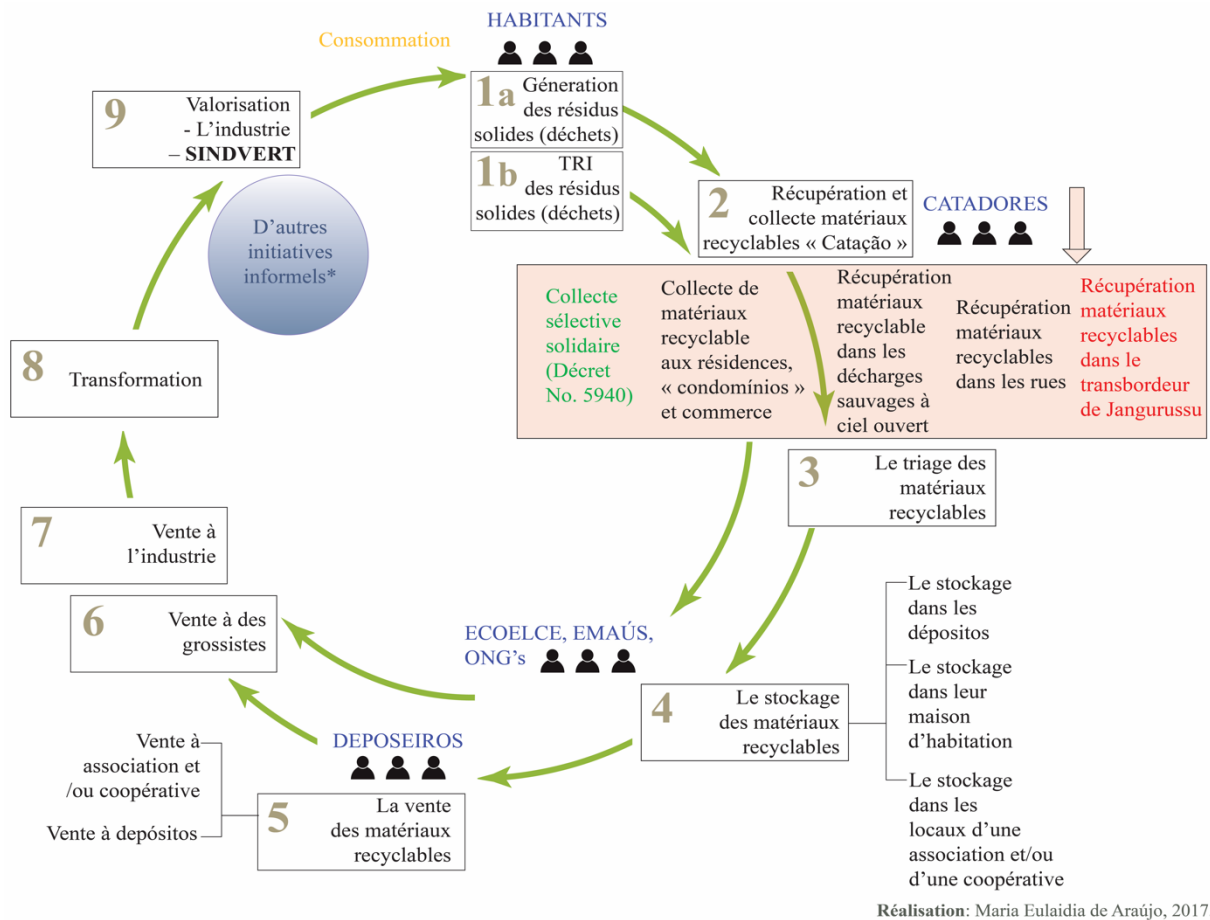 HABITANTS
Consommation
1a
Géneration
des résidus
solides (déchets)
1b
TRI
des résidus
solides (déchets)
2
Récupération et
collecte matériaux
recyclables « Catação »
CATADORES
Collecte
sélective
solidaire
(Décret
No. 5940)
Collecte de
matériaux
recyclable
aux résidences,
« condomínios »
et commerce
Récupération
matériaux
recyclable
dans les
décharges
sauvages à
ciel ouvert
Récupération
matériaux
recyclables
dans les rues
Récupération
matériaux
recyclables
dans le
transbordeur
de Jangurussu
3
Le triage des
matériaux
recyclables
4
Le stockage
des matériaux
recyclables
Le stockage
dans les
dépositos
Le stockage
dans leur
maison
d’habitation
Le stockage
dans les
locaux d’une
association et/ou
d’une coopérative
ECOELCE, EMAÚS,
ONG’s
DEPOSEIROS
5
La vente
des matériaux
recyclables
Vente à
association et
/ou coopérative
Vente à depósitos
6
Vente à des
grossistes
7
Vente à
l’industrie
8
Transformation
9
Valorisation
- L’industrie
– SINDVERT
D’autres
initiatives
informels*
Réalisation: Maria Eulaidia de Araújo, 2017